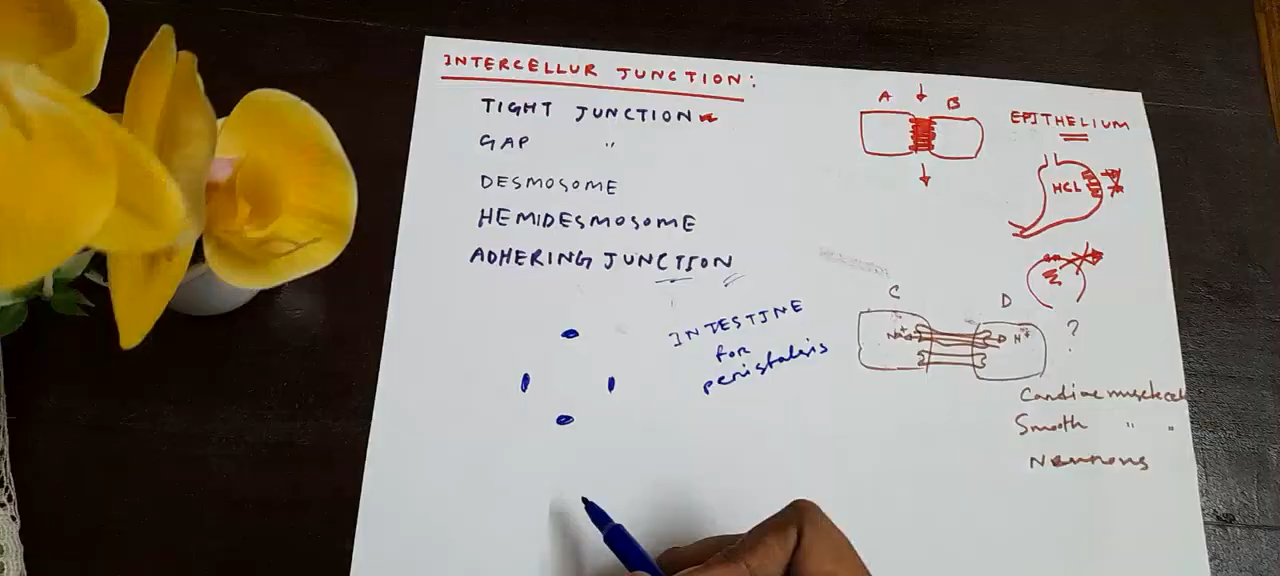 INTERCELLUR JUNCTION:
TIGHT JUNCTION
GAP "
DESMOSOME
HEMIDESMOSOME
ADHERING JUNCTION
INTESTINE
for
peristalsis
A B
EPITHELIUM
HCL
C D
Na+ H+
?
Cardiac muscle cell
Smooth " "
Neurons